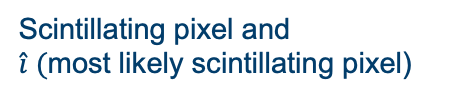 Scintillating pixel and
î (most likely scintillating pixel)